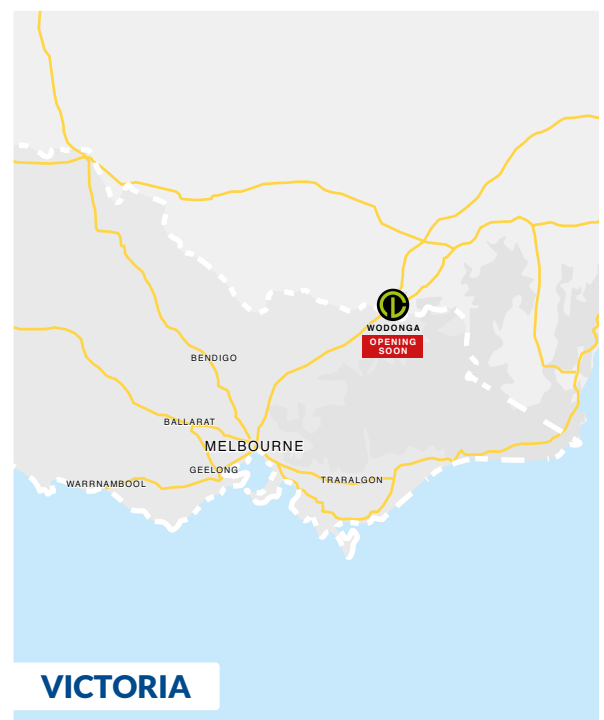 WODONGA
OPENING
SOON
BENDIGO
BALLARAT
MELBOURNE
GEELONG
TRARALGON
WARRNAMBOOL
VICTORIA